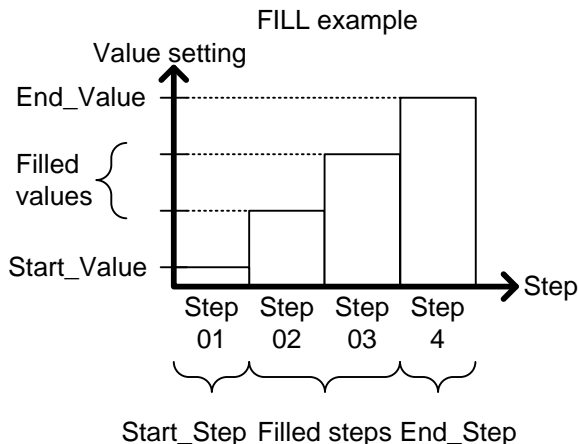 FILL example
Value setting
End_Value
Filled
values
Start_Value
Step
Step Step Step Step
01 02 03 4
Start_Step Filled steps End_Step